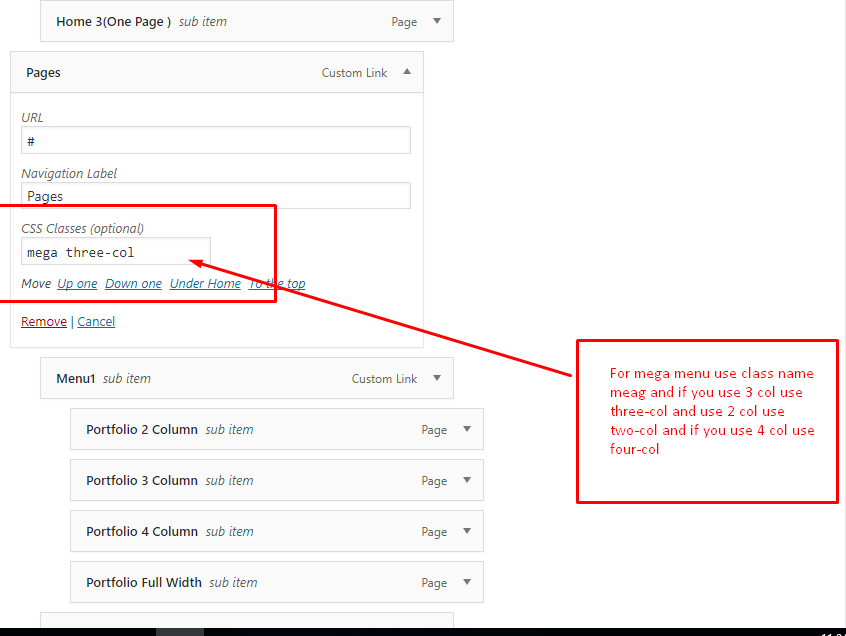 Home 3(One Page ) sub item Page
Pages Custom Link
URL
#
Navigation Label
Pages
CSS Classes (optional)
mega three-col
Move Up one Down one Under Home To the top
Remove | Cancel
For mega menu use class name
meag and if you use 3 col use
three-col and use 2 col use
two-col and if you use 4 col use
four-col
Menu1 sub item Custom Link
Portfolio 2 Column sub item Page
Portfolio 3 Column sub item Page
Portfolio 4 Column sub item Page
Portfolio Full Width sub item Page